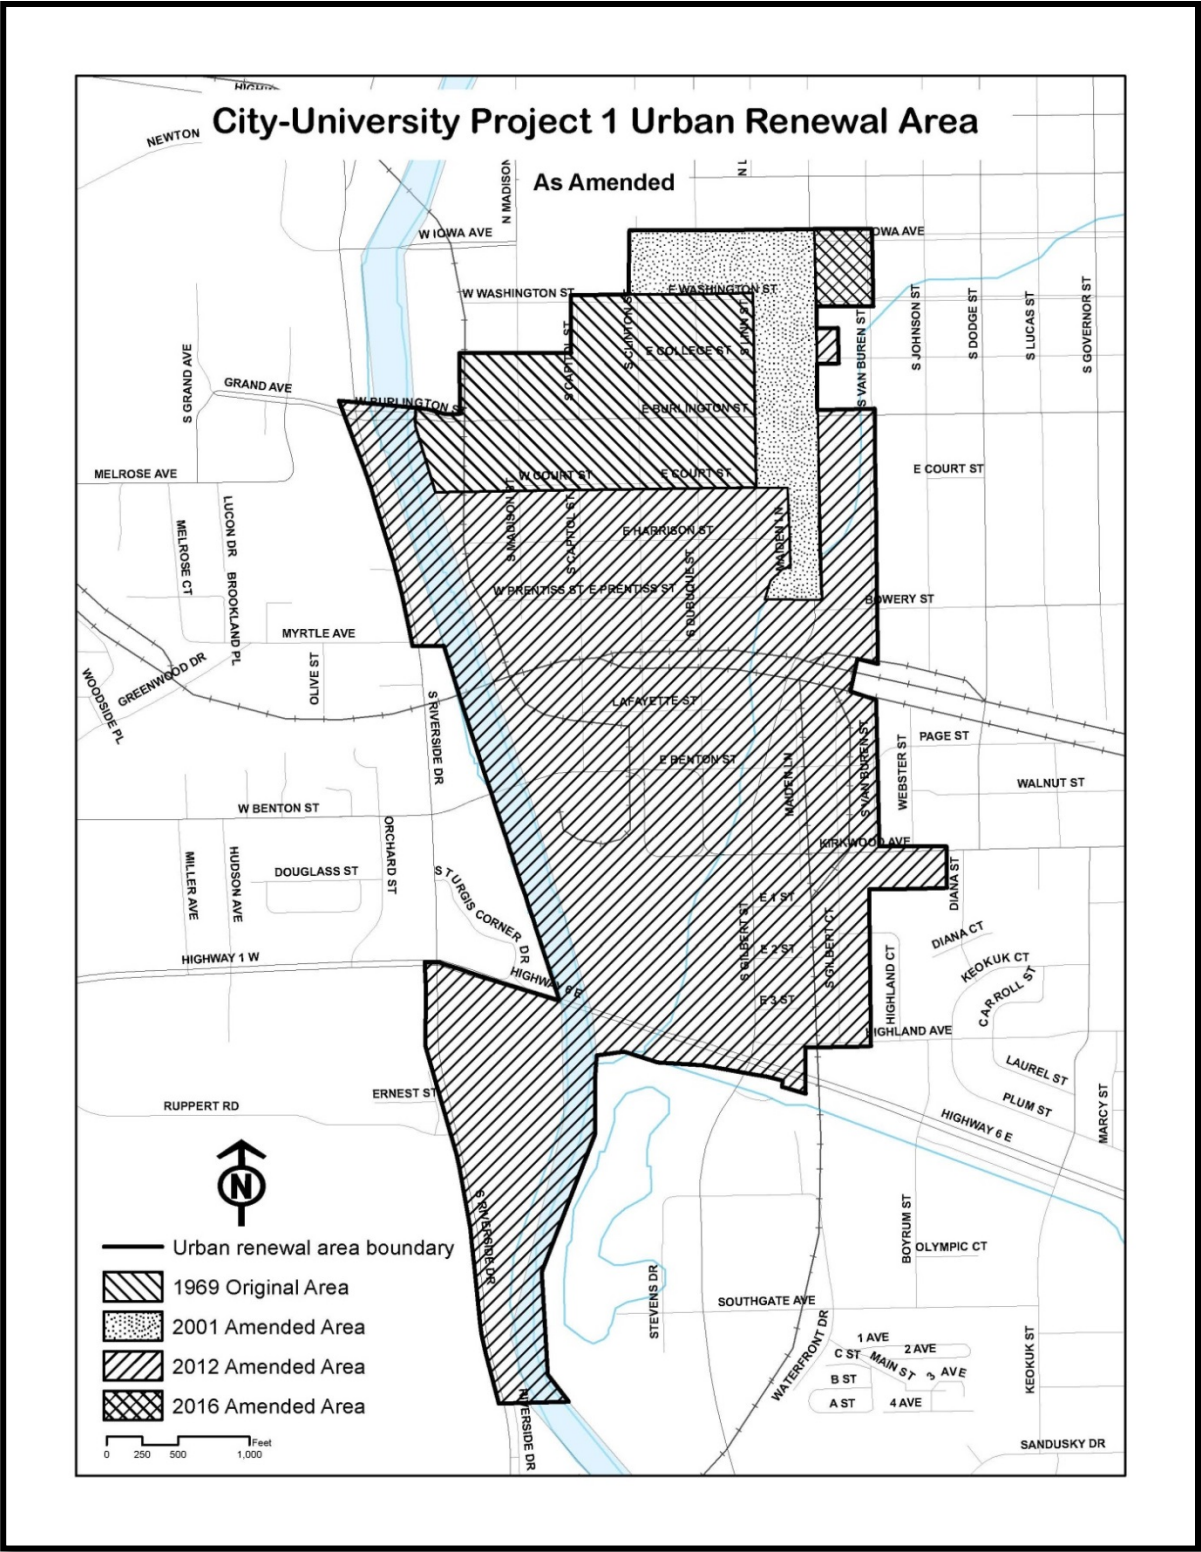 HIGHW
City-University Project 1 Urban Renewal Area
As Amended
NEWTON
N MADISON
N L
W IOWA AVE
IOWA AVE
W WASHINGTON ST
E WASHINGTON ST
S CAPITOL ST
S CLINTON ST
S LINN ST
E COLLEGE ST
S VAN BUREN ST
S JOHNSON ST
S DODGE ST
S LUCAS ST
S GOVERNOR ST
S GRAND AVE
GRAND AVE
W BURLINGTON S
E BURLINGTON ST
MELROSE AVE
W COURT ST
E COURT ST
E COURT ST
MELROSE CT
LUCON DR
BROOKLAND PL
S MADISON ST
S CAPITOL ST
E HARRISON ST
MAIDEN LN
S DUBUQUE ST
W PRENTISS ST
E PRENTISS ST
BOWERY ST
MYRTLE AVE
GREENWOOD DR
WOODSIDE PL
OLIVE ST
S RIVERSIDE DR
LAFAYETTE ST
E BENTON ST
MAIDEN LN
S VAN BUREN ST
WEBSTER ST
PAGE ST
WALNUT ST
W BENTON ST
ORCHARD ST
MILLER AVE
HUDSON AVE
DOUGLASS ST
STURGIS CORNER DR
KIRKWOOD AVE
DIANA ST
E 1 ST
S GILBERT ST
S GILBERT CT
E 2 ST
E 3 ST
HIGHLAND CT
DIANA CT
KEOKUK CT
CARROLL ST
HIGHWAY 1 W
HIGHWAY 6 E
HIGHLAND AVE
LAUREL ST
PLUM ST
MARCY ST
ERNEST ST
RUPPERT RD
HIGHWAY 6 E
N
S RIVERSIDE DR
BOYRUM ST
OLYMPIC CT
STEVENS DR
SOUTHGATE AVE
WATERFRONT DR
1 AVE
2 AVE
C ST
MAIN ST
3 AVE
B ST
A ST
4 AVE
KEOKUK ST
RIVERSIDE DR
SANDUSKY DR
Urban renewal area boundary
1969 Original Area
2001 Amended Area
2012 Amended Area
2016 Amended Area
Feet
0 250 500 1,000